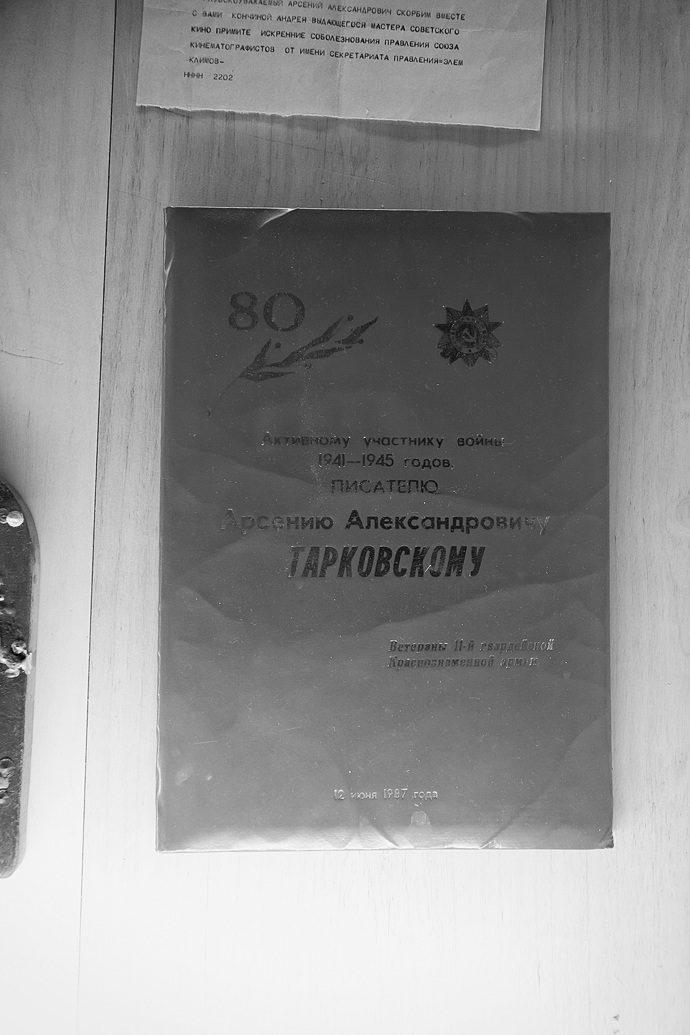 АРСЕНИЙ АЛЕКСАНДРОВИЧ СКОРБИМ ВМЕСТЕ
С ВАМИ КОНЧИНОЙ АНДРЕЯ ВЫДАЮЩЕГОСЯ МАСТЕРА СОВЕТСКОГО
КИНО ПРИМИТЕ ИСКРЕННИЕ СОБОЛЕЗНОВАНИЯ ПРАВЛЕНИЯ СОЮЗА
КИНЕМАТОГРАФИСТОВ ОТ ИМЕНИ СЕКРЕТАРИАТА ПРАВЛЕНИЯ=ЭЛЕМ
КЛИМОВ-
НННН 2202
80
Активному участнику войны
1941—1945 годов,
ПИСАТЕЛЮ
Арсению Александровичу
ТАРКОВСКОМУ
Ветераны 11-й гвардейской
Краснознаменной армии
12 июня 1987 года